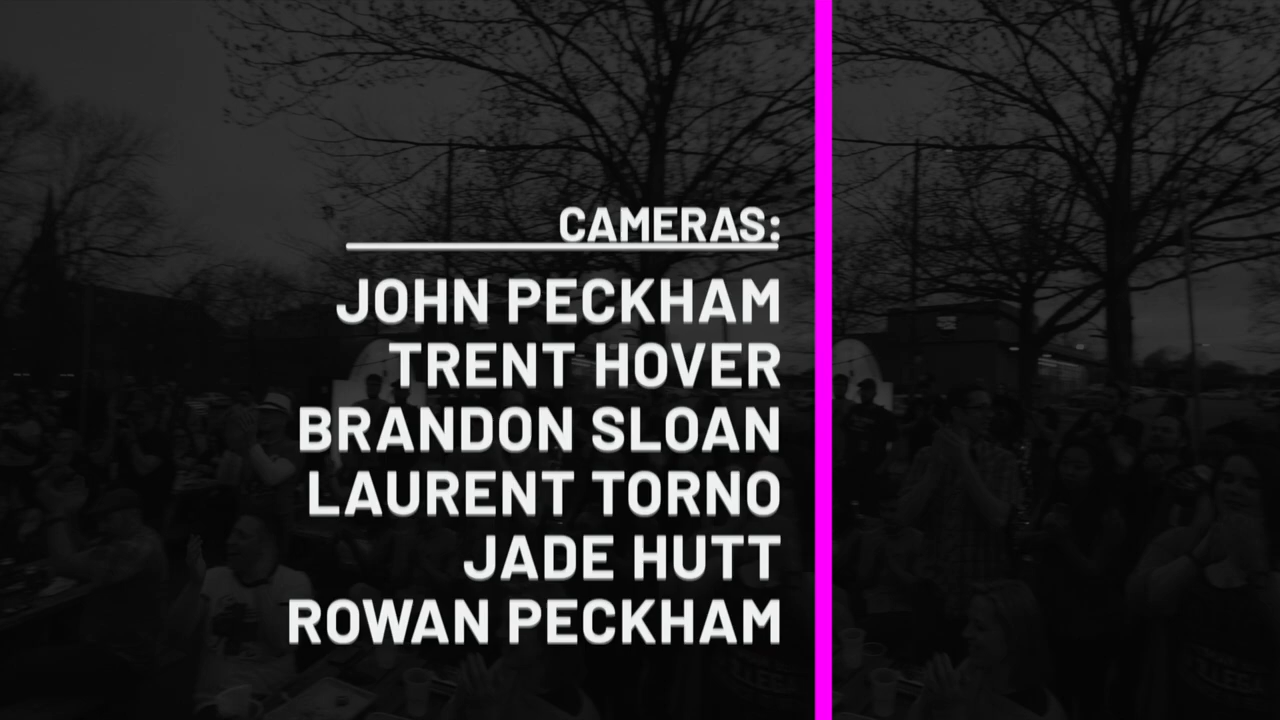 CAMERAS:
JOHN PECKHAM
TRENT HOVER
BRANDON SLOAN
LAURENT TORNO
JADE HUTT
ROWAN PECKHAM